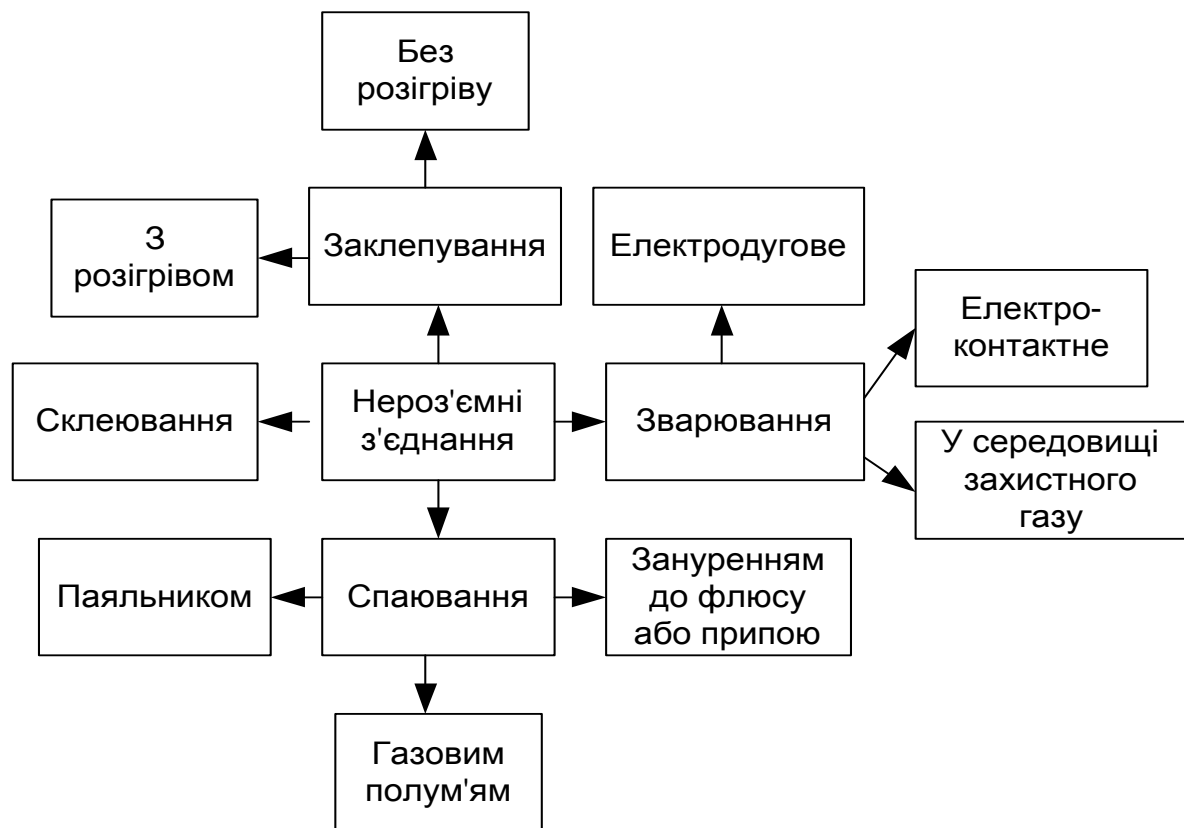 Без
розігріву
З
розігрівом
Заклепування
Електродугове
Електро-
контактне
Склеювання
Нероз'ємні
з'єднання
Зварювання
У середовищі
захистного
газу
Паяльником
Спаювання
Зануренням
до флюсу
або припою
Газовим
полум'ям